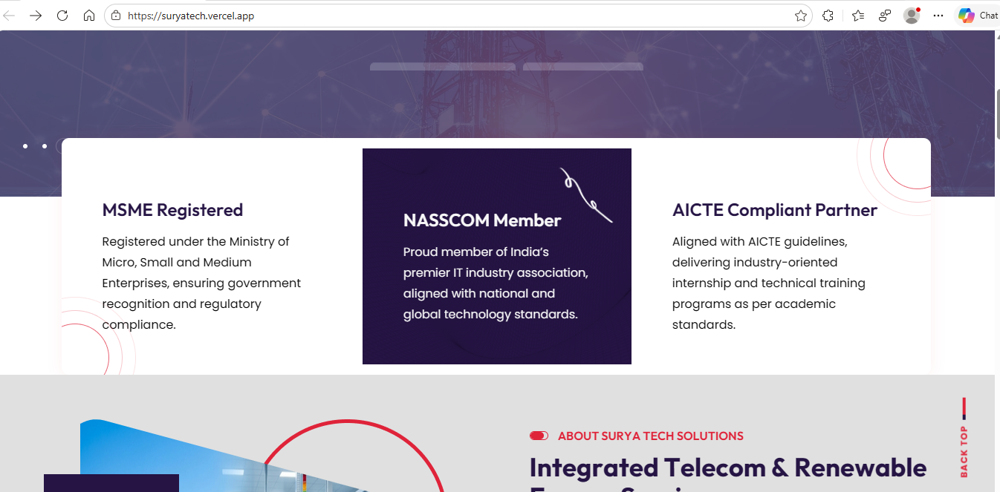 https://suryatech.vercel.app
Chat
MSME Registered
Registered under the Ministry of
Micro, Small and Medium
Enterprises, ensuring government
recognition and regulatory
compliance.
NASSCOM Member
Proud member of India’s
premier IT industry association,
aligned with national and
global technology standards.
AICTE Compliant Partner
Aligned with AICTE guidelines,
delivering industry-oriented
internship and technical training
programs as per academic
standards.
ABOUT SURYA TECH SOLUTIONS
Integrated Telecom & Renewable
BACK TOP